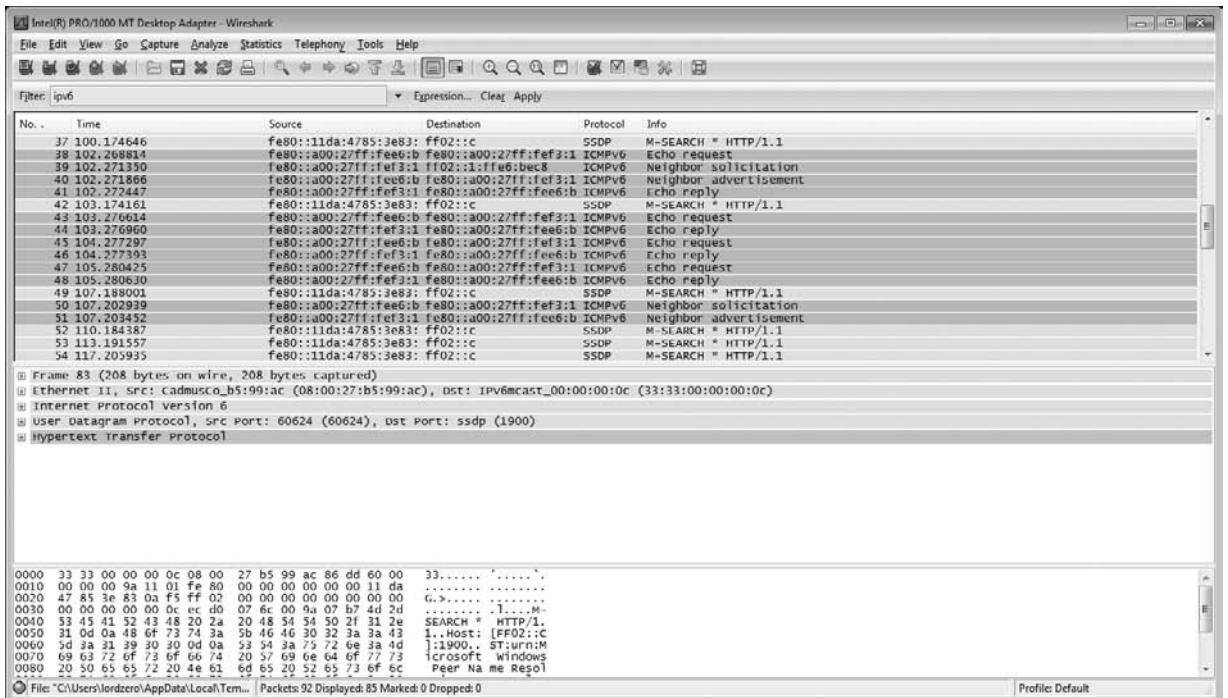 Intel(R) PRO/1000 MT Desktop Adapter - Wireshark
File Edit View Go Capture Analyze Statistics Telephony Tools Help
Filter: ipv6 Expression... Clear Apply
No. . Time Source Destination Protocol Info
37 100.174646 fe80::11da:4785:3e83: ff02::c SSDP M-SEARCH * HTTP/1.1
38 102.268814 fe80::a00:27ff:fee6:b fe80::a00:27ff:fef3:1 ICMPv6 Echo request
39 102.271350 fe80::a00:27ff:fef3:1 ff02::1:ffe6:bec8 ICMPv6 Neighbor solicitation
40 102.271866 fe80::a00:27ff:fee6:b fe80::a00:27ff:fef3:1 ICMPv6 Neighbor advertisement
41 102.272447 fe80::a00:27ff:fef3:1 fe80::a00:27ff:fee6:b ICMPv6 Echo reply
42 103.174161 fe80::11da:4785:3e83: ff02::c SSDP M-SEARCH * HTTP/1.1
43 103.276614 fe80::a00:27ff:fee6:b fe80::a00:27ff:fef3:1 ICMPv6 Echo request
44 103.276960 fe80::a00:27ff:fef3:1 fe80::a00:27ff:fee6:b ICMPv6 Echo reply
45 104.277297 fe80::a00:27ff:fee6:b fe80::a00:27ff:fef3:1 ICMPv6 Echo request
46 104.277393 fe80::a00:27ff:fef3:1 fe80::a00:27ff:fee6:b ICMPv6 Echo reply
47 105.280425 fe80::a00:27ff:fee6:b fe80::a00:27ff:fef3:1 ICMPv6 Echo request
48 105.280630 fe80::a00:27ff:fef3:1 fe80::a00:27ff:fee6:b ICMPv6 Echo reply
49 107.188001 fe80::11da:4785:3e83: ff02::c SSDP M-SEARCH * HTTP/1.1
50 107.202939 fe80::a00:27ff:fee6:b fe80::a00:27ff:fef3:1 ICMPv6 Neighbor solicitation
51 107.203452 fe80::a00:27ff:fef3:1 fe80::a00:27ff:fee6:b ICMPv6 Neighbor advertisement
52 110.184387 fe80::11da:4785:3e83: ff02::c SSDP M-SEARCH * HTTP/1.1
53 113.191557 fe80::11da:4785:3e83: ff02::c SSDP M-SEARCH * HTTP/1.1
54 117.205935 fe80::11da:4785:3e83: ff02::c SSDP M-SEARCH * HTTP/1.1
Frame 83 (208 bytes on wire, 208 bytes captured)
Ethernet II, Src: CadmusCo_b5:99:ac (08:00:27:b5:99:ac), Dst: IPv6mcast_00:00:00:0c (33:33:00:00:00:0c)
Internet Protocol Version 6
User Datagram Protocol, Src Port: 60624 (60624), Dst Port: ssdp (1900)
Hypertext Transfer Protocol
0000 33 33 00 00 00 0c 08 00 27 b5 99 ac 86 dd 60 00 33...... '.....`.
0010 00 00 00 9a 11 01 fe 80 00 00 00 00 00 00 11 da ........ ........
0020 47 85 3e 83 0a f5 ff 02 00 00 00 00 00 00 00 00 G.>..... ........
0030 00 00 00 00 00 0c ec d0 07 6c 00 9a 07 b7 4d 2d ........ .l....M-
0040 53 45 41 52 43 48 20 2a 20 48 54 54 50 2f 31 2e SEARCH * HTTP/1.
0050 31 0d 0a 48 6f 73 74 3a 5b 46 46 30 32 3a 3a 43 1..Host: [FF02::C
0060 5d 3a 31 39 30 30 0d 0a 53 54 3a 75 72 6e 3a 4d ]:1900.. ST:urn:M
0070 69 63 72 6f 73 6f 66 74 20 57 69 6e 64 6f 77 73 icrosoft Windows
0080 20 50 65 65 72 20 4e 61 6d 65 20 52 65 73 6f 6c Peer Na me Resol
File: "C:\Users\lordzero\AppData\Local\Tem... Packets: 92 Displayed: 85 Marked: 0 Dropped: 0 Profile: Default